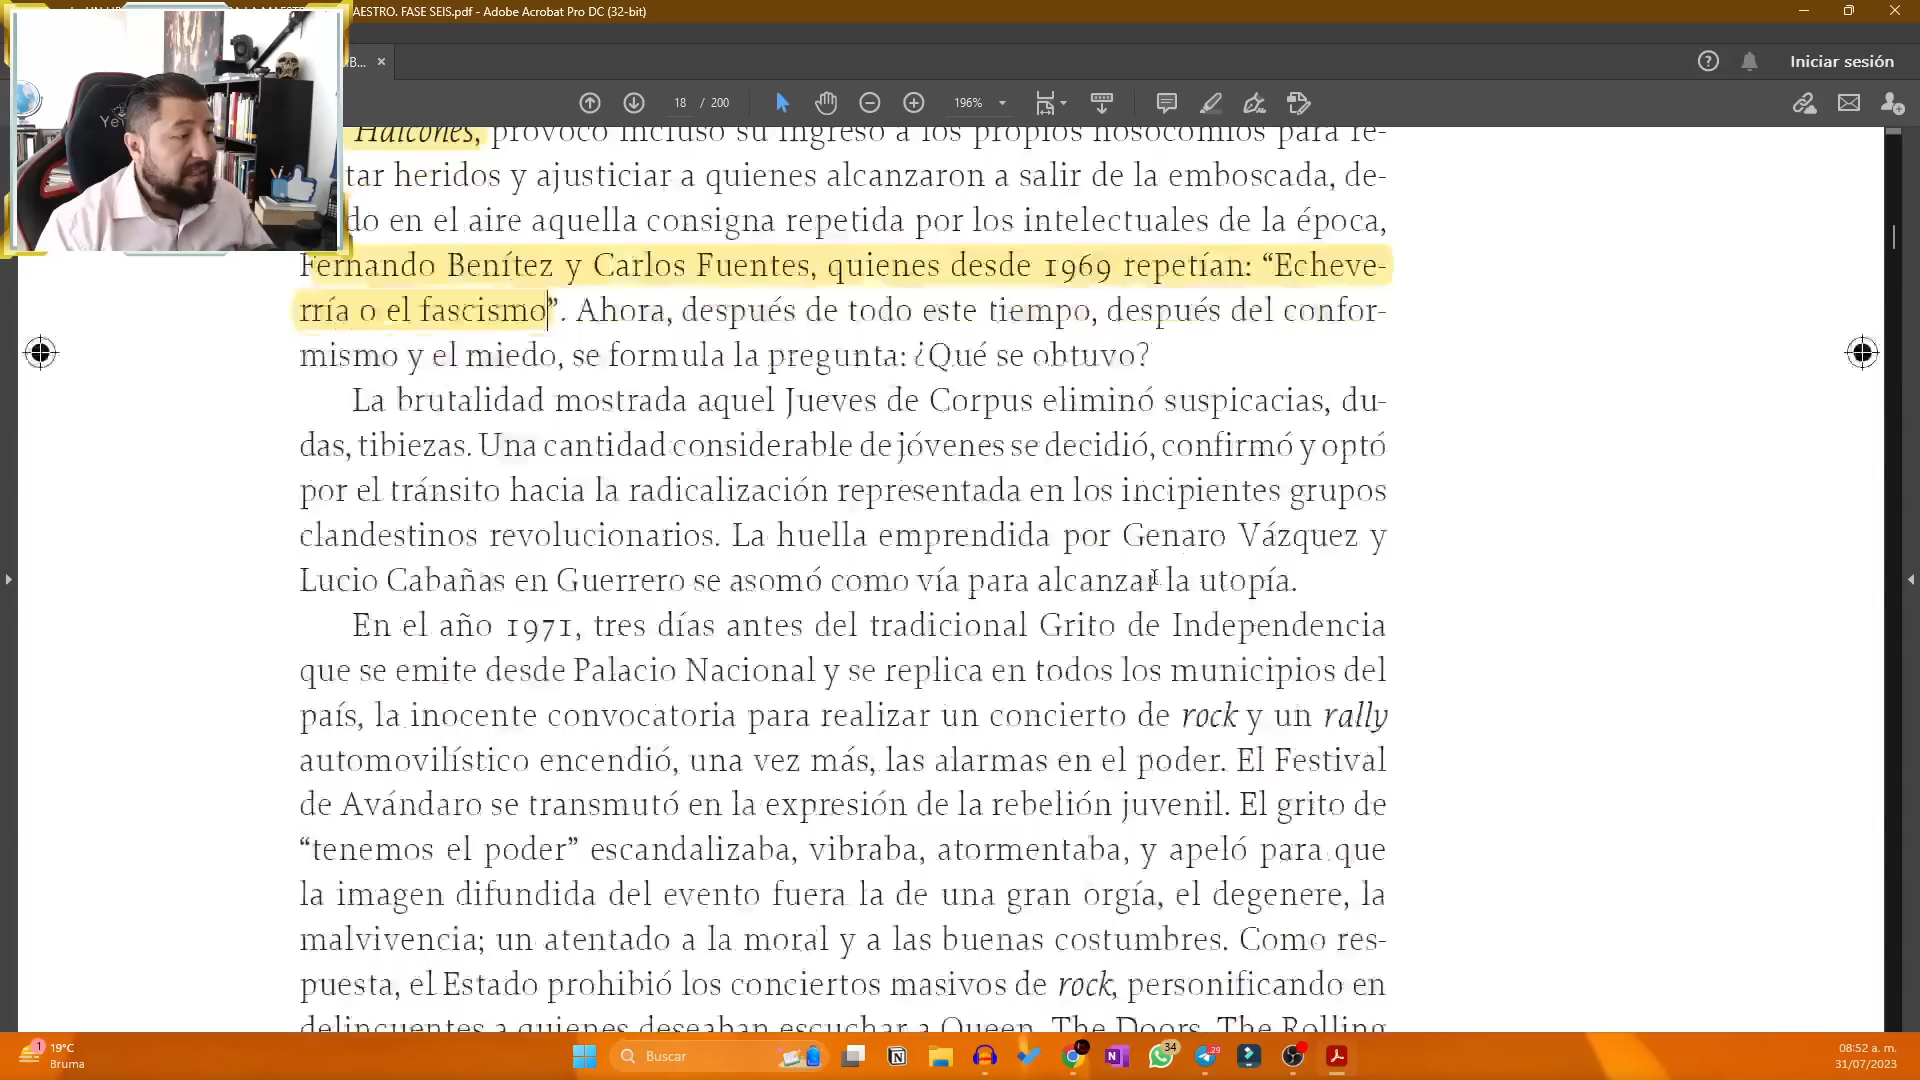 AESTRO. FASE SEIS.pdf - Adobe Acrobat Pro DC (32-bit)
B...
Iniciar sesión
18 / 200
196%
Halcones, provocó incluso su ingreso a los propios nosocomios para re-
tar heridos y ajusticiar a quienes alcanzaron a salir de la emboscada, de-
do en el aire aquella consigna repetida por los intelectuales de la época,
Fernando Benítez y Carlos Fuentes, quienes desde 1969 repetían: “Echeve-
rría o el fascismo”. Ahora, después de todo este tiempo, después del confor-
mismo y el miedo, se formula la pregunta: ¿Qué se obtuvo?
La brutalidad mostrada aquel Jueves de Corpus eliminó suspicacias, du-
das, tibiezas. Una cantidad considerable de jóvenes se decidió, confirmó y optó
por el tránsito hacia la radicalización representada en los incipientes grupos
clandestinos revolucionarios. La huella emprendida por Genaro Vázquez y
Lucio Cabañas en Guerrero se asomó como vía para alcanzar la utopía.
En el año 1971, tres días antes del tradicional Grito de Independencia
que se emite desde Palacio Nacional y se replica en todos los municipios del
país, la inocente convocatoria para realizar un concierto de rock y un rally
automovilístico encendió, una vez más, las alarmas en el poder. El Festival
de Avándaro se transmutó en la expresión de la rebelión juvenil. El grito de
“tenemos el poder” escandalizaba, vibraba, atormentaba, y apeló para que
la imagen difundida del evento fuera la de una gran orgía, el degenere, la
malvivencia; un atentado a la moral y a las buenas costumbres. Como res-
puesta, el Estado prohibió los conciertos masivos de rock, personificando en
delincuentes a quienes deseaban escuchar a Queen, The Doors, The Rolling
1
19°C
Bruma
Buscar
34
29
08:52 a. m.
31/07/2023